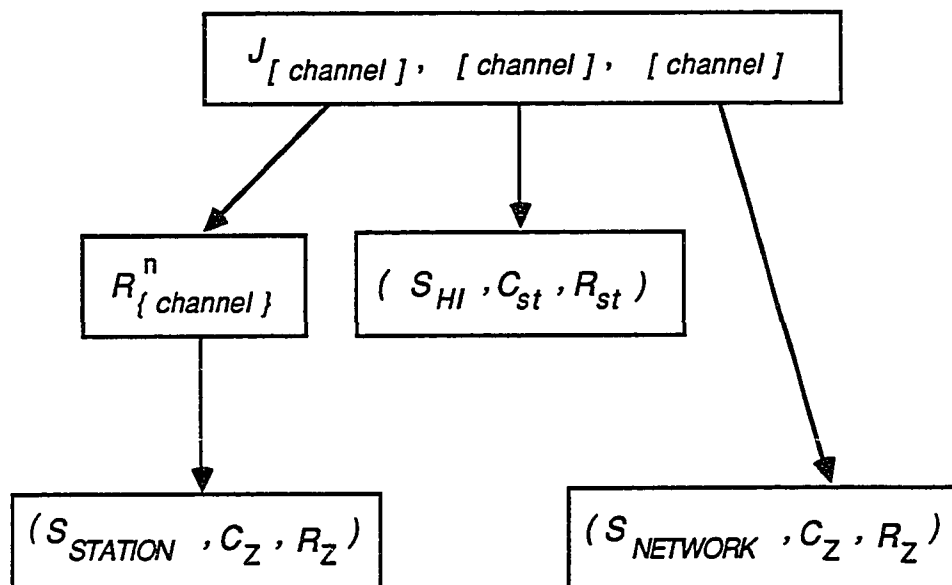 J[ channel ], [ channel ], [ channel ]
R^n{ channel }
( S_HI , C_st , R_st )
( S_STATION , C_Z , R_Z )
( S_NETWORK , C_Z , R_Z )